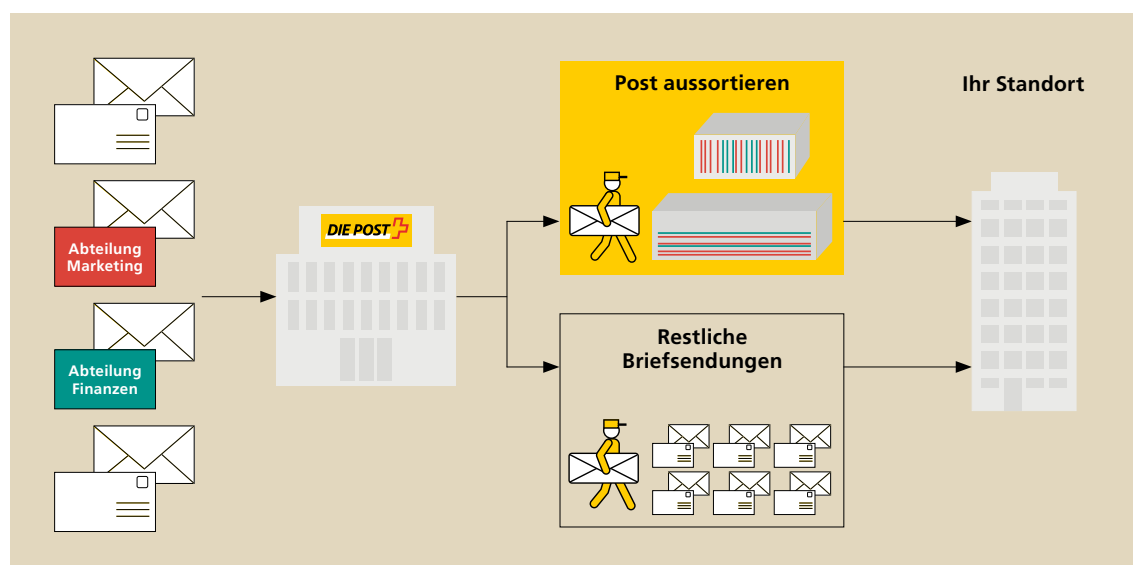 Abteilung
Marketing
Abteilung
Finanzen
DIE POST
Post aussortieren
Restliche
Briefsendungen
Ihr Standort